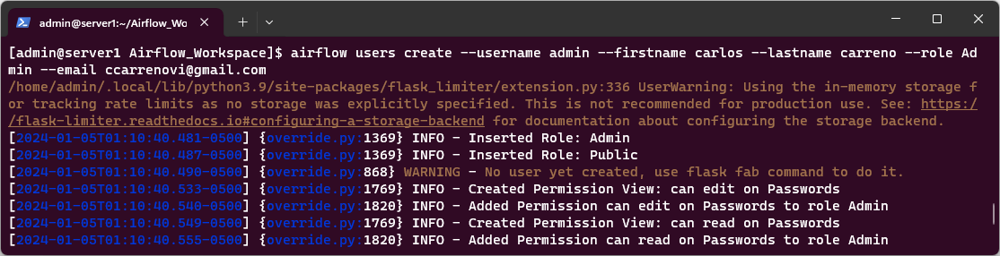 admin@server1:~/Airflow_Wo
[admin@server1 Airflow_Workspace]$ airflow users create --username admin --firstname carlos --lastname carreno --role Ad
min --email ccarrenovi@gmail.com
/home/admin/.local/lib/python3.9/site-packages/flask_limiter/extension.py:336 UserWarning: Using the in-memory storage f
or tracking rate limits as no storage was explicitly specified. This is not recommended for production use. See: https:/
/flask-limiter.readthedocs.io#configuring-a-storage-backend for documentation about configuring the storage backend.
[2024-01-05T01:10:40.481-0500] {override.py:1369} INFO - Inserted Role: Admin
[2024-01-05T01:10:40.487-0500] {override.py:1369} INFO - Inserted Role: Public
[2024-01-05T01:10:40.490-0500] {override.py:868} WARNING - No user yet created, use flask fab command to do it.
[2024-01-05T01:10:40.533-0500] {override.py:1769} INFO - Created Permission View: can edit on Passwords
[2024-01-05T01:10:40.540-0500] {override.py:1820} INFO - Added Permission can edit on Passwords to role Admin
[2024-01-05T01:10:40.549-0500] {override.py:1769} INFO - Created Permission View: can read on Passwords
[2024-01-05T01:10:40.555-0500] {override.py:1820} INFO - Added Permission can read on Passwords to role Admin